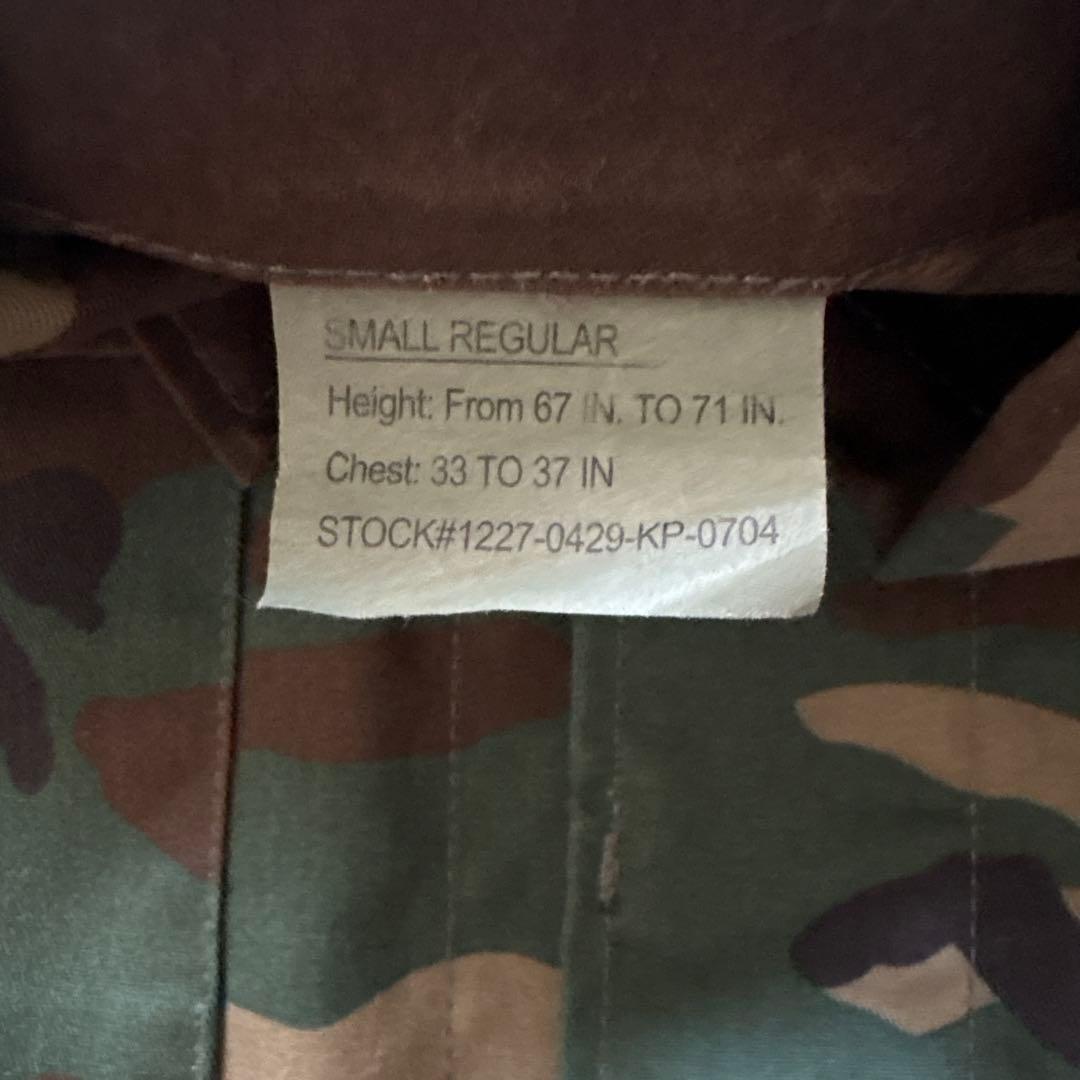 SMALL REGULAR
Height: From 67 IN. TO 71 IN.
Chest: 33 TO 37 IN
STOCK#1227-0429-KP-0704